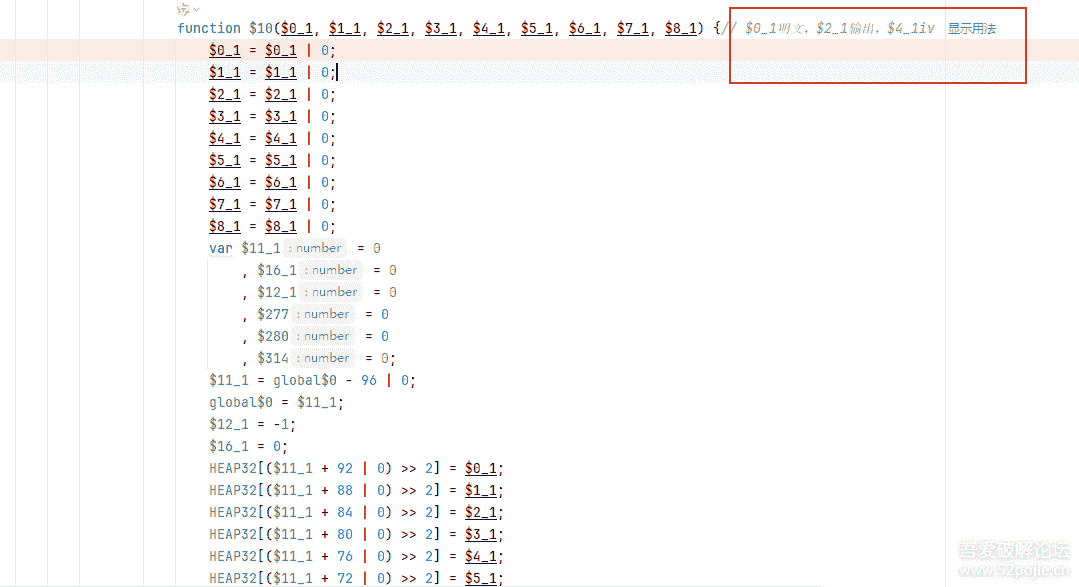 function $10($0_1, $1_1, $2_1, $3_1, $4_1, $5_1, $6_1, $7_1, $8_1) {// $0_1明文，$2_1输出，$4_1iv 显示用法
$0_1 = $0_1 | 0;
$1_1 = $1_1 | 0;
$2_1 = $2_1 | 0;
$3_1 = $3_1 | 0;
$4_1 = $4_1 | 0;
$5_1 = $5_1 | 0;
$6_1 = $6_1 | 0;
$7_1 = $7_1 | 0;
$8_1 = $8_1 | 0;
var $11_1 : number = 0
, $16_1 : number = 0
, $12_1 : number = 0
, $277 : number = 0
, $280 : number = 0
, $314 : number = 0;
$11_1 = global$0 - 96 | 0;
global$0 = $11_1;
$12_1 = -1;
$16_1 = 0;
HEAP32[($11_1 + 92 | 0) >> 2] = $0_1;
HEAP32[($11_1 + 88 | 0) >> 2] = $1_1;
HEAP32[($11_1 + 84 | 0) >> 2] = $2_1;
HEAP32[($11_1 + 80 | 0) >> 2] = $3_1;
HEAP32[($11_1 + 76 | 0) >> 2] = $4_1;
HEAP32[($11_1 + 72 | 0) >> 2] = $5_1;
吾爱破解论坛
www.52pojie.cn